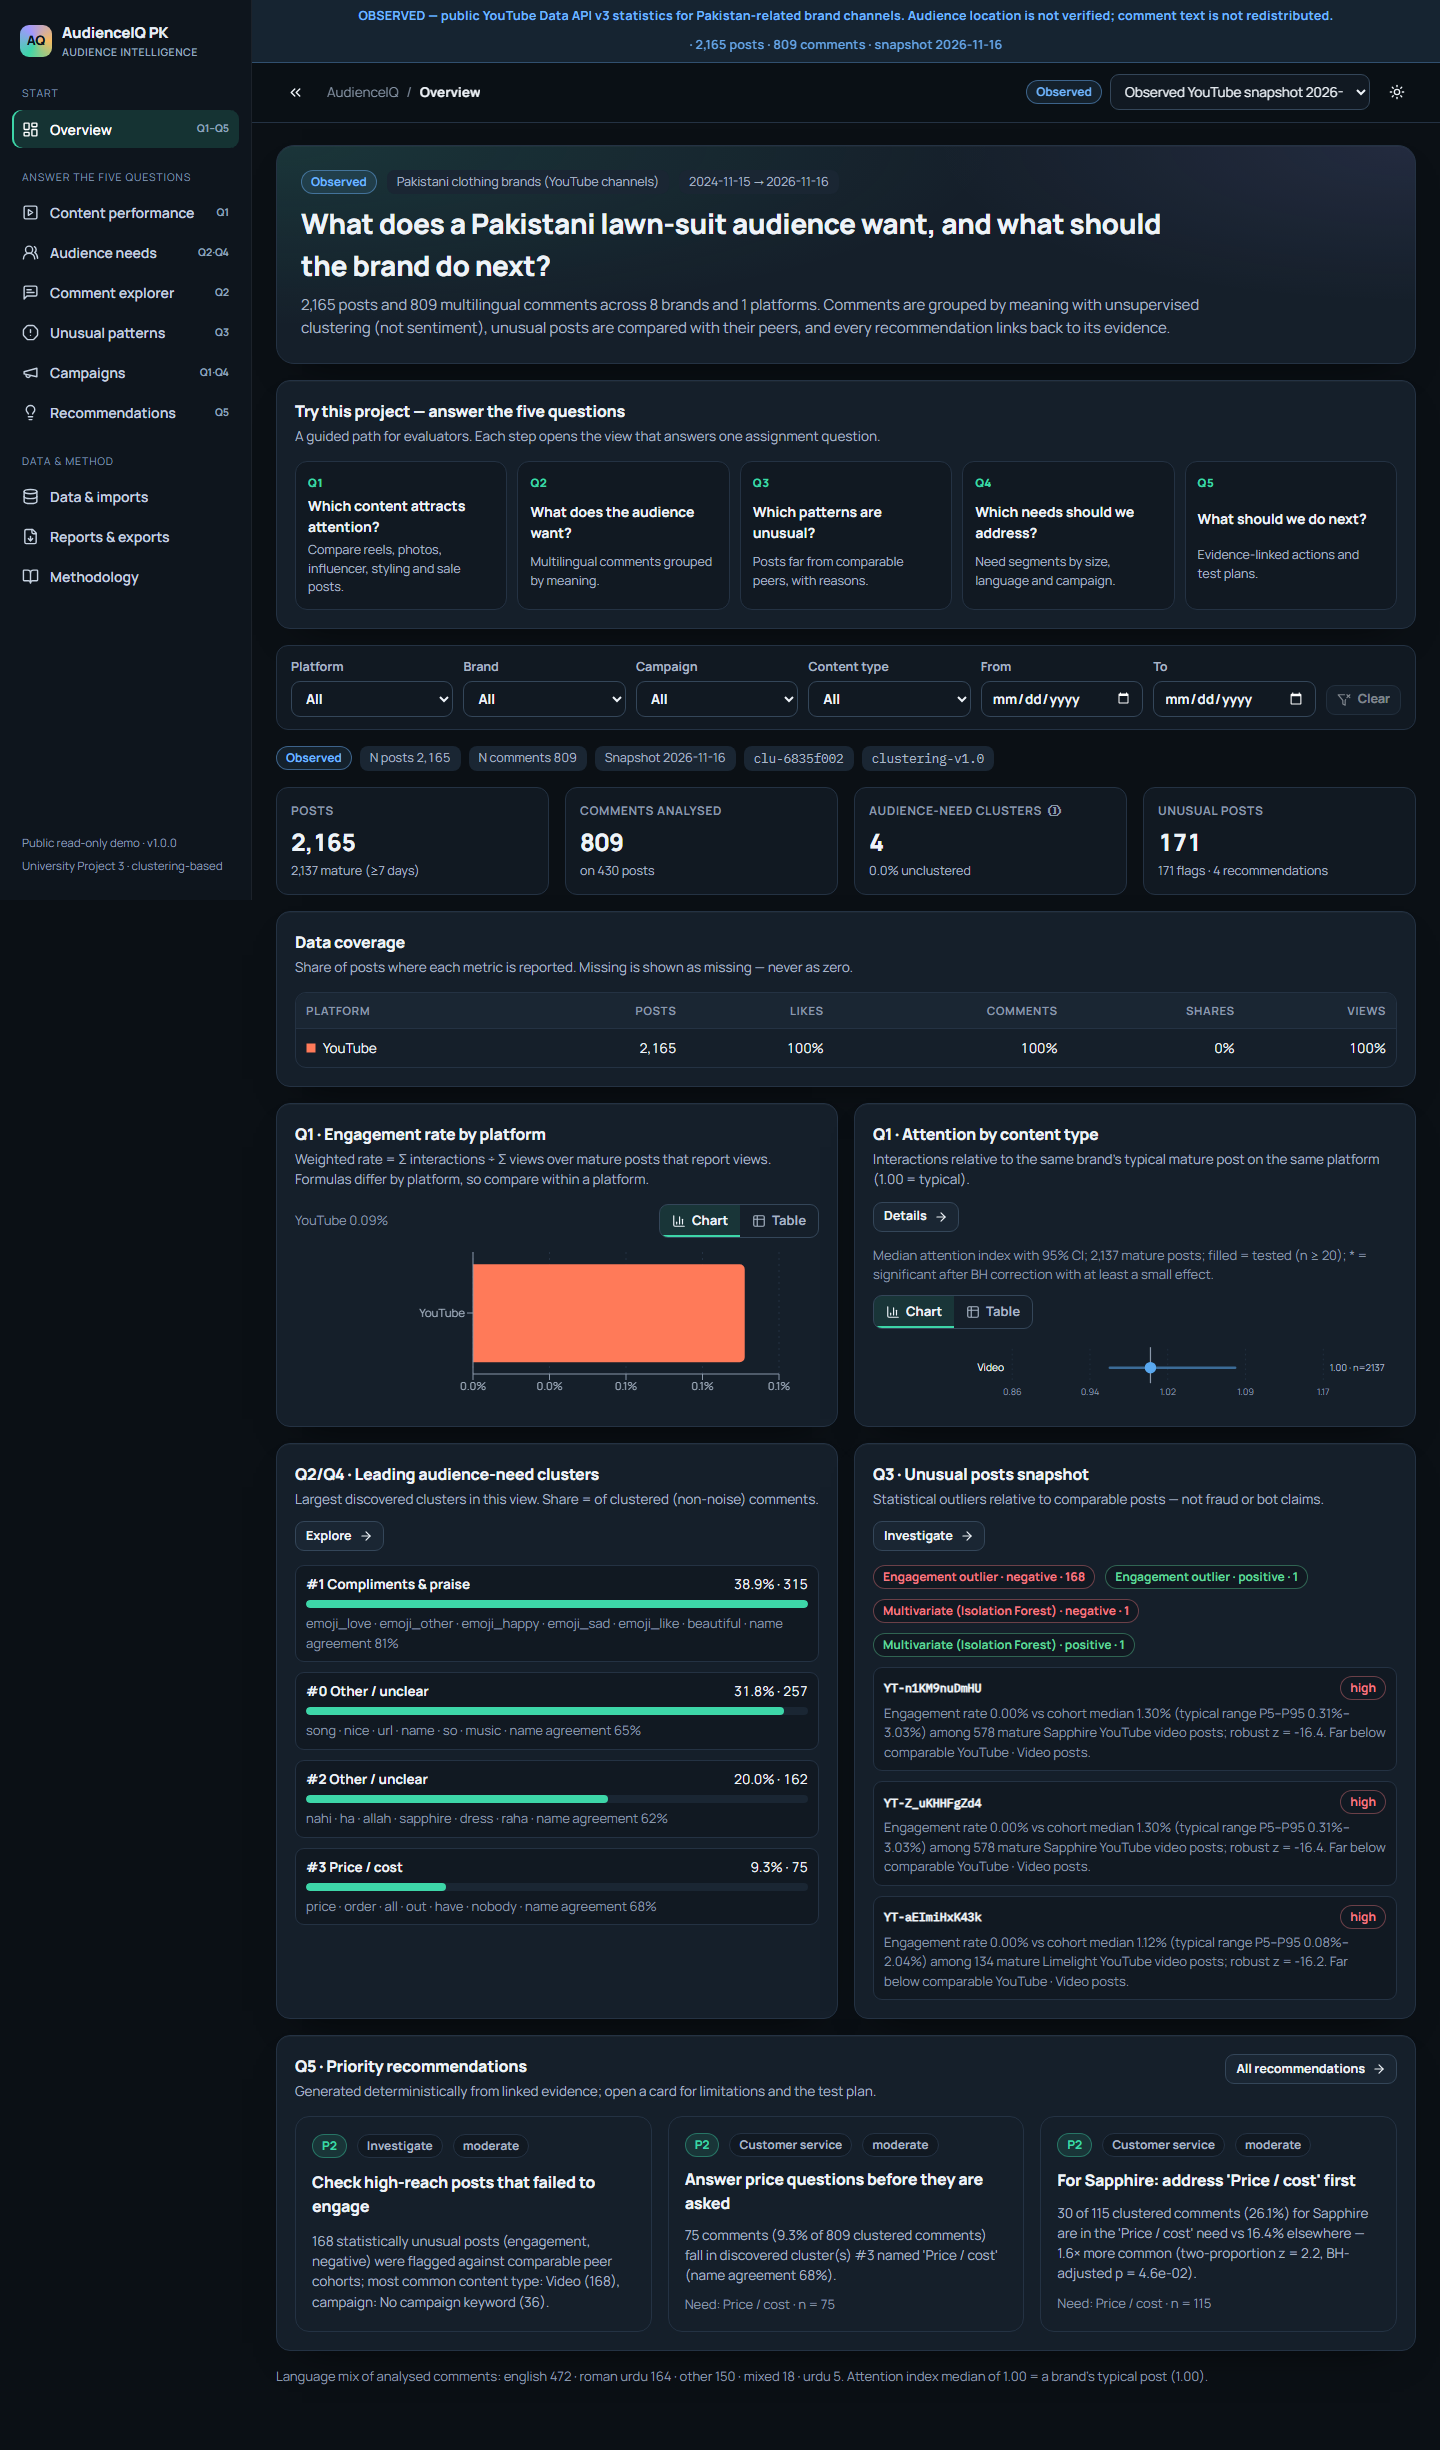 AQ
AudienceIQ PK
AUDIENCE INTELLIGENCE
START
Overview Q1–Q5
ANSWER THE FIVE QUESTIONS
Content performance Q1
Audience needs Q2·Q4
Comment explorer Q2
Unusual patterns Q3
Campaigns Q1·Q4
Recommendations Q5
DATA & METHOD
Data & imports
Reports & exports
Methodology
Public read-only demo · v1.0.0
University Project 3 · clustering-based
OBSERVED — public YouTube Data API v3 statistics for Pakistan-related brand channels. Audience location is not verified; comment text is not redistributed.
· 2,165 posts · 809 comments · snapshot 2026-11-16
AudienceIQ / Overview
Observed
Observed YouTube snapshot 2026-
Observed Pakistani clothing brands (YouTube channels) 2024-11-15 → 2026-11-16
What does a Pakistani lawn-suit audience want, and what should
the brand do next?
2,165 posts and 809 multilingual comments across 8 brands and 1 platforms. Comments are grouped by meaning with unsupervised
clustering (not sentiment), unusual posts are compared with their peers, and every recommendation links back to its evidence.
Try this project — answer the five questions
A guided path for evaluators. Each step opens the view that answers one assignment question.
Q1
Which content attracts
attention?
Compare reels, photos,
influencer, styling and sale
posts.
Q2
What does the audience
want?
Multilingual comments grouped
by meaning.
Q3
Which patterns are
unusual?
Posts far from comparable
peers, with reasons.
Q4
Which needs should we
address?
Need segments by size,
language and campaign.
Q5
What should we do next?
Evidence-linked actions and
test plans.
Platform Brand Campaign Content type From To
All All All All mm/dd/yyyy mm/dd/yyyy Clear
Observed N posts 2,165 N comments 809 Snapshot 2026-11-16 clu-6835f002 clustering-v1.0
POSTS
2,165
2,137 mature (≥7 days)
COMMENTS ANALYSED
809
on 430 posts
AUDIENCE-NEED CLUSTERS
4
0.0% unclustered
UNUSUAL POSTS
171
171 flags · 4 recommendations
Data coverage
Share of posts where each metric is reported. Missing is shown as missing — never as zero.
PLATFORM POSTS LIKES COMMENTS SHARES VIEWS
YouTube 2,165 100% 100% 0% 100%
Q1 · Engagement rate by platform
Weighted rate = Σ interactions ÷ Σ views over mature posts that report views.
Formulas differ by platform, so compare within a platform.
YouTube 0.09%
Chart Table
YouTube
0.0% 0.0% 0.1% 0.1% 0.1%
Q1 · Attention by content type
Interactions relative to the same brand's typical mature post on the same platform
(1.00 = typical).
Details
Median attention index with 95% CI; 2,137 mature posts; filled = tested (n ≥ 20); * =
significant after BH correction with at least a small effect.
Chart Table
Video 1.00 · n=2137
0.86 0.94 1.02 1.09 1.17
Q2/Q4 · Leading audience-need clusters
Largest discovered clusters in this view. Share = of clustered (non-noise) comments.
Explore
#1 Compliments & praise 38.9% · 315
emoji_love · emoji_other · emoji_happy · emoji_sad · emoji_like · beautiful · name
agreement 81%
#0 Other / unclear 31.8% · 257
song · nice · url · name · so · music · name agreement 65%
#2 Other / unclear 20.0% · 162
nahi · ha · allah · sapphire · dress · raha · name agreement 62%
#3 Price / cost 9.3% · 75
price · order · all · out · have · nobody · name agreement 68%
Q3 · Unusual posts snapshot
Statistical outliers relative to comparable posts — not fraud or bot claims.
Investigate
Engagement outlier · negative · 168 Engagement outlier · positive · 1
Multivariate (Isolation Forest) · negative · 1
Multivariate (Isolation Forest) · positive · 1
YT-n1KM9nuDmHU high
Engagement rate 0.00% vs cohort median 1.30% (typical range P5–P95 0.31%–
3.03%) among 578 mature Sapphire YouTube video posts; robust z = -16.4. Far below
comparable YouTube · Video posts.
YT-Z_uKHHFgZd4 high
Engagement rate 0.00% vs cohort median 1.30% (typical range P5–P95 0.31%–
3.03%) among 578 mature Sapphire YouTube video posts; robust z = -16.4. Far below
comparable YouTube · Video posts.
YT-aEImiHxK43k high
Engagement rate 0.00% vs cohort median 1.12% (typical range P5–P95 0.08%–
2.04%) among 134 mature Limelight YouTube video posts; robust z = -16.2. Far
below comparable YouTube · Video posts.
Q5 · Priority recommendations
Generated deterministically from linked evidence; open a card for limitations and the test plan.
All recommendations
P2 Investigate moderate
Check high-reach posts that failed to
engage
168 statistically unusual posts (engagement,
negative) were flagged against comparable peer
cohorts; most common content type: Video (168),
campaign: No campaign keyword (36).
P2 Customer service moderate
Answer price questions before they are
asked
75 comments (9.3% of 809 clustered comments)
fall in discovered cluster(s) #3 named 'Price / cost'
(name agreement 68%).
Need: Price / cost · n = 75
P2 Customer service moderate
For Sapphire: address 'Price / cost' first
30 of 115 clustered comments (26.1%) for Sapphire
are in the 'Price / cost' need vs 16.4% elsewhere —
1.6× more common (two-proportion z = 2.2, BH-
adjusted p = 4.6e-02).
Need: Price / cost · n = 115
Language mix of analysed comments: english 472 · roman urdu 164 · other 150 · mixed 18 · urdu 5. Attention index median of 1.00 = a brand's typical post (1.00).